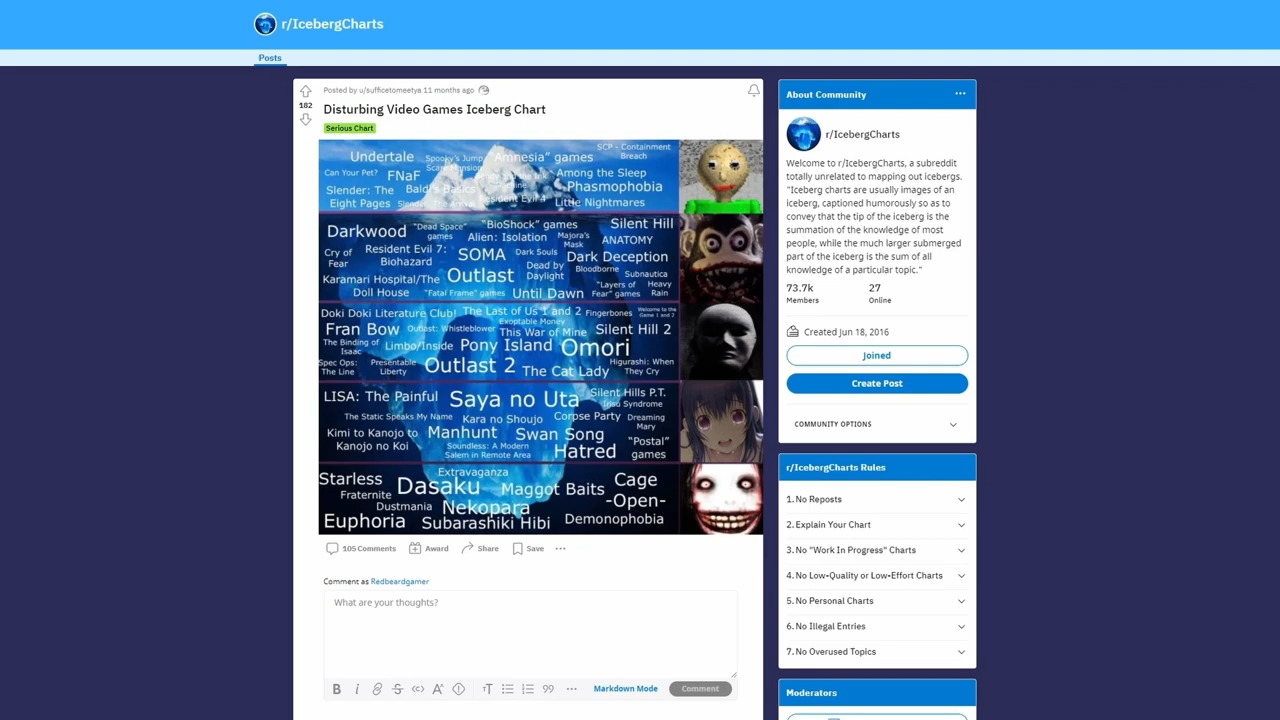 r/IcebergCharts
Posts
Posted by u/sufficetomeetya 11 months ago
182
Disturbing Video Games Iceberg Chart
Serious Chart
Undertale
Spooky's Jump Scare Mansion
"Amnesia" games
SCP - Containment Breach
Can Your Pet?
FNaF
Among the Sleep
Slender: The Eight Pages
Baldi's Basics
Phasmophobia
Slender: The Arrival
Resident Evil 4
Little Nightmares
Darkwood
"Dead Space" games
"BioShock" games
Silent Hill
Alien: Isolation
Majora's Mask
ANATOMY
Cry of Fear
Resident Evil 7: Biohazard
SOMA
Dark Souls
Dark Deception
Karamari Hospital/The Doll House
Outlast
Dead by Daylight
Bloodborne
Subnautica
"Fatal Frame" games
Until Dawn
"Layers of Fear" games
Heavy Rain
Doki Doki Literature Club!
The Last of Us 1 and 2
Fingerbones
Welcome to the Game 1 and 2
Fran Bow
Outlast: Whistleblower
Exoptable Money
This War of Mine
Silent Hill 2
The Binding of Isaac
Limbo/Inside
Pony Island
Omori
Spec Ops: The Line
Presentable Liberty
Outlast 2
The Cat Lady
Higurashi: When They Cry
LISA: The Painful
Saya no Uta
Silent Hills P.T.
Irisu Syndrome
The Static Speaks My Name
Kara no Shoujo
Corpse Party
Dreaming Mary
Kimi to Kanojo to Kanojo no Koi
Manhunt
Swan Song
"Postal" games
Soundless: A Modern Salem in Remote Area
Hatred
Starless
Extravaganza
Cage -Open-
Fraternite
Dasaku
Maggot Baits
Dustmania
Nekopara
Euphoria
Subarashiki Hibi
Demonophobia
105 Comments
Award
Share
Save
Comment as Redbeardgamer
What are your thoughts?
Markdown Mode
Comment
About Community
r/IcebergCharts
Welcome to r/IcebergCharts, a subreddit
totally unrelated to mapping out icebergs.
"Iceberg charts are usually images of an
iceberg, captioned humorously so as to
convey that the tip of the iceberg is the
summation of the knowledge of most
people, while the much larger submerged
part of the iceberg is the sum of all
knowledge of a particular topic."
73.7k 27
Members Online
Created Jun 18, 2016
Joined
Create Post
COMMUNITY OPTIONS
r/IcebergCharts Rules
1. No Reposts
2. Explain Your Chart
3. No "Work In Progress" Charts
4. No Low-Quality or Low-Effort Charts
5. No Personal Charts
6. No Illegal Entries
7. No Overused Topics
Moderators